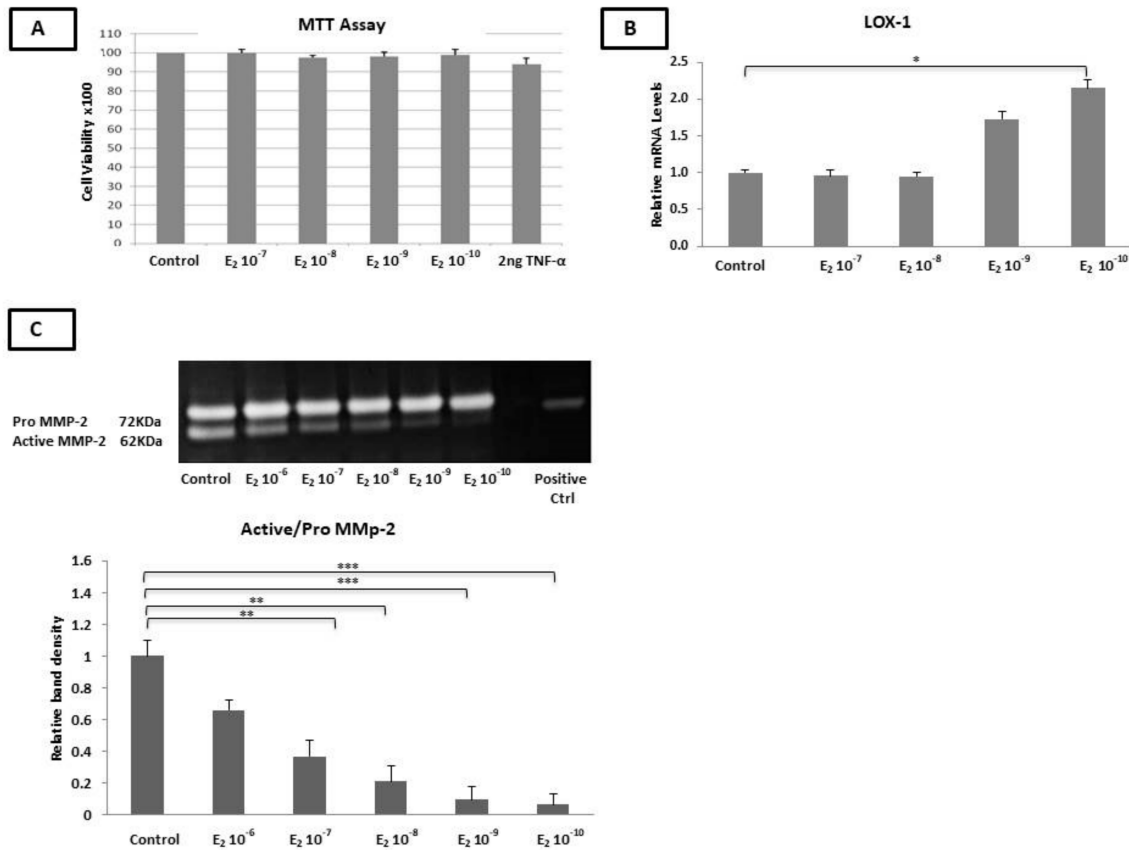 A
MTT Assay
Cell Viability x100
110
100
90
80
70
60
50
40
30
20
10
0
Control E₂ 10⁻⁷ E₂ 10⁻⁸ E₂ 10⁻⁹ E₂ 10⁻¹⁰ 2ng TNF-α
B
LOX-1
*
Relative mRNA Levels
2.5
2.0
1.5
1.0
0.5
0.0
Control E₂ 10⁻⁷ E₂ 10⁻⁸ E₂ 10⁻⁹ E₂ 10⁻¹⁰
C
Pro MMP-2 72KDa
Active MMP-2 62KDa
Control E₂ 10⁻⁶ E₂ 10⁻⁷ E₂ 10⁻⁸ E₂ 10⁻⁹ E₂ 10⁻¹⁰ Positive
Ctrl
Active/Pro MMp-2
Relative band density
1.6
1.4
1.2
1
0.8
0.6
0.4
0.2
0
***
***
**
**
Control E₂ 10⁻⁶ E₂ 10⁻⁷ E₂ 10⁻⁸ E₂ 10⁻⁹ E₂ 10⁻¹⁰